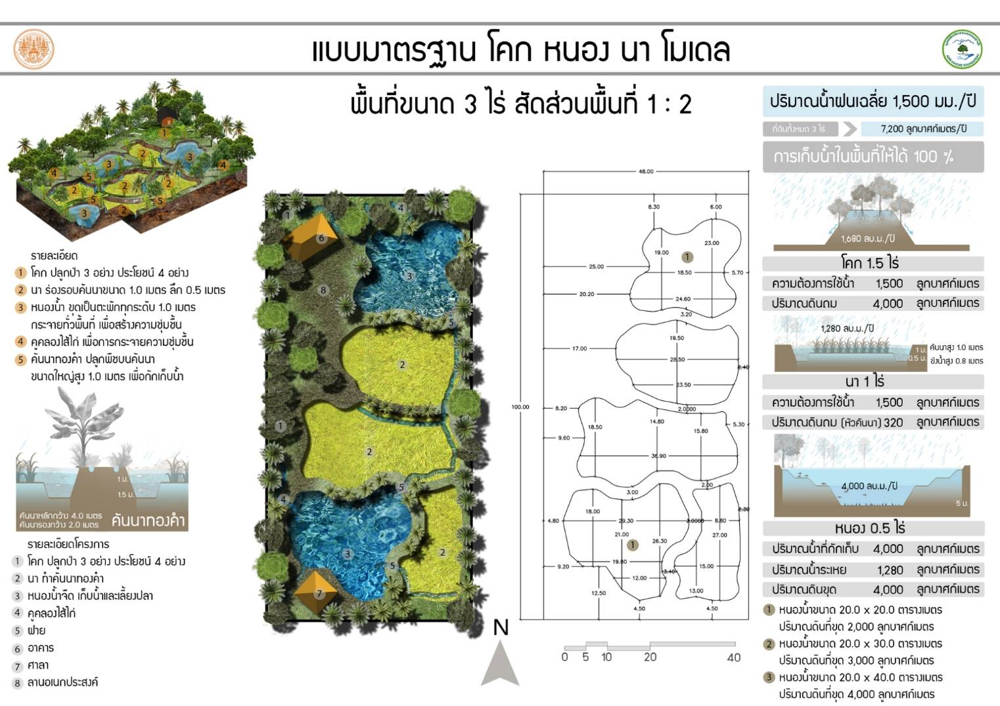 แบบมาตรฐาน โคก หนอง นา โมเดล
พื้นที่ขนาด 3 ไร่ สัดส่วนพื้นที่ 1 : 2
1
2
3
4
5
รายละเอียด
1 โคก ปลูกป่า 3 อย่าง ประโยชน์ 4 อย่าง
2 นา ร่องรอบคันนาขนาด 1.0 เมตร ลึก 0.5 เมตร
3 หนองน้ำ ขุดเป็นตะพักทุกระดับ 1.0 เมตร
กระจายทั่วพื้นที่ เพื่อสร้างความชุ่มชื้น
4 คูคลองไส้ไก่ เพื่อการกระจายความชุ่มชื้น
5 คันนาทองคำ ปลูกพืชบนคันนา
ขนาดใหญ่สูง 1.0 เมตร เพื่อกักเก็บน้ำ
1 ม.
1.5 ม.
คันนาหลักกว้าง 4.0 เมตร
คันนารองกว้าง 2.0 เมตร
คันนาทองคำ
รายละเอียดโครงการ
1 โคก ปลูกป่า 3 อย่าง ประโยชน์ 4 อย่าง
2 นา ทำคันนาทองคำ
3 หนองน้ำจืด เก็บน้ำและเลี้ยงปลา
4 คูคลองไส้ไก่
5 ฝาย
6 อาคาร
7 ศาลา
8 ลานอเนกประสงค์
1
4
6
3
8
5
2
1
2
5
4
3
2
5
7
N
48.00
8.30
6.00
19.00
23.00
1
25.00
18.50
5.70
20.20
24.60
3.20
19.50
17.00
28.50
2.40
23.50
100.00
8.20
2.0000
18.50
14.80
15.80
5.30
9.60
36.90
2.00
3.00
18.00
2.30
4.80
29.30
3.0000
8.80
21.00
26.30
27.00
1
9.20
19.80
15.00
3.40
12.00
12.50
13.00
4.50
4.50
0 5 10 20 40
ปริมาณน้ำฝนเฉลี่ย 1,500 มม./ปี
ที่ดินทั้งหมด 3 ไร่ 7,200 ลูกบาศก์เมตร/ปี
การเก็บน้ำในพื้นที่ให้ได้ 100 %
1,680 ลบ.ม./ปี
โคก 1.5 ไร่
ความต้องการใช้น้ำ 1,500 ลูกบาศก์เมตร
ปริมาณดินถม 4,000 ลูกบาศก์เมตร
1,280 ลบ.ม./ปี
1 ม.
0.5 ม.
คันนาสูง 1.0 เมตร
ขังน้ำสูง 0.8 เมตร
นา 1 ไร่
ความต้องการใช้น้ำ 1,500 ลูกบาศก์เมตร
ปริมาณดินถม (หัวคันนา) 320 ลูกบาศก์เมตร
4,000 ลบ.ม./ปี
5 ม.
หนอง 0.5 ไร่
ปริมาณน้ำที่กักเก็บ 4,000 ลูกบาศก์เมตร
ปริมาณน้ำระเหย 1,280 ลูกบาศก์เมตร
ปริมาณดินขุด 4,000 ลูกบาศก์เมตร
1 หนองน้ำขนาด 20.0 x 20.0 ตารางเมตร
ปริมาณดินที่ขุด 2,000 ลูกบาศก์เมตร
2 หนองน้ำขนาด 20.0 x 30.0 ตารางเมตร
ปริมาณดินที่ขุด 3,000 ลูกบาศก์เมตร
3 หนองน้ำขนาด 20.0 x 40.0 ตารางเมตร
ปริมาณดินที่ขุด 4,000 ลูกบาศก์เมตร